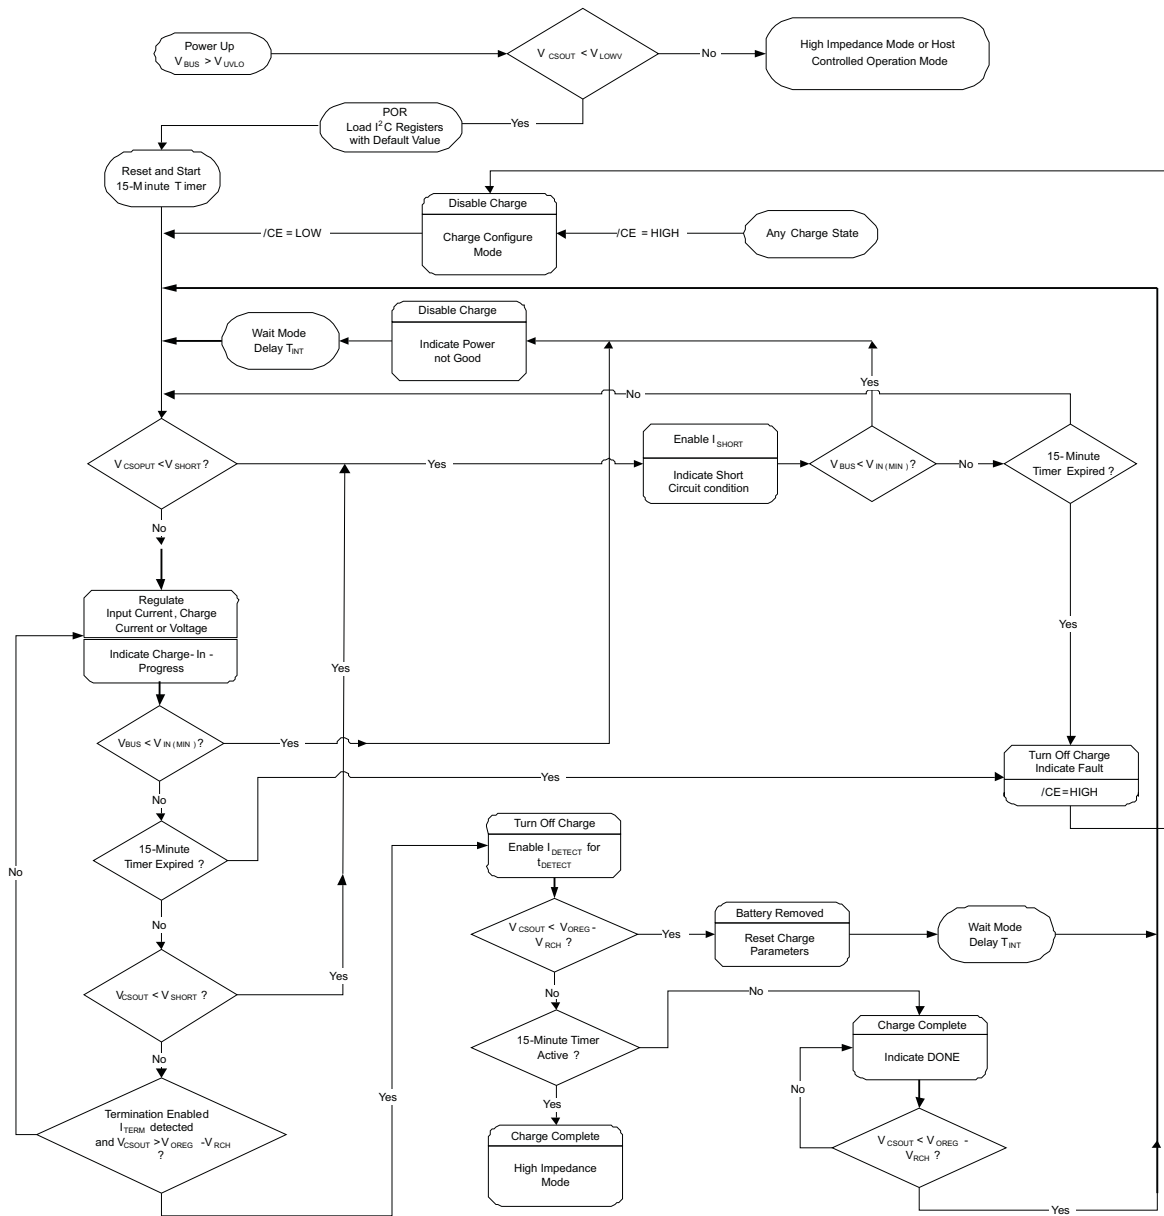 Power Up
V BUS > V UVLO
V CSOUT < V LOWV
No
High Impedance Mode or Host
Controlled Operation Mode
Yes
POR
Load I2C Registers
with Default Value
Reset and Start
15-Minute Timer
Disable Charge
Charge Configure
Mode
/CE = LOW
/CE = HIGH
Any Charge State
Disable Charge
Indicate Power
not Good
Wait Mode
Delay TINT
Yes
No
V CSOPUT < V SHORT ?
Yes
Enable I SHORT
Indicate Short
Circuit condition
V BUS < V IN ( MIN ) ?
No
15- Minute
Timer Expired ?
No
Yes
Regulate
Input Current , Charge
Current or Voltage
Indicate Charge- In -
Progress
Yes
VBUS < V IN ( MIN ) ?
Yes
No
Yes
Turn Off Charge
Indicate Fault
/CE = HIGH
15-Minute
Timer Expired ?
No
No
Turn Off Charge
Enable I DETECT for
tDETECT
V CSOUT < VOREG -
V RCH ?
Yes
Battery Removed
Reset Charge
Parameters
Wait Mode
Delay TINT
VCSOUT < V SHORT ?
Yes
No
No
No
15-Minute Timer
Active ?
Charge Complete
Indicate DONE
No
Yes
Yes
Termination Enabled
ITERM detected
and VCSOUT > V OREG - V RCH
?
Charge Complete
High Impedance
Mode
V CSOUT < V OREG -
VRCH ?
Yes